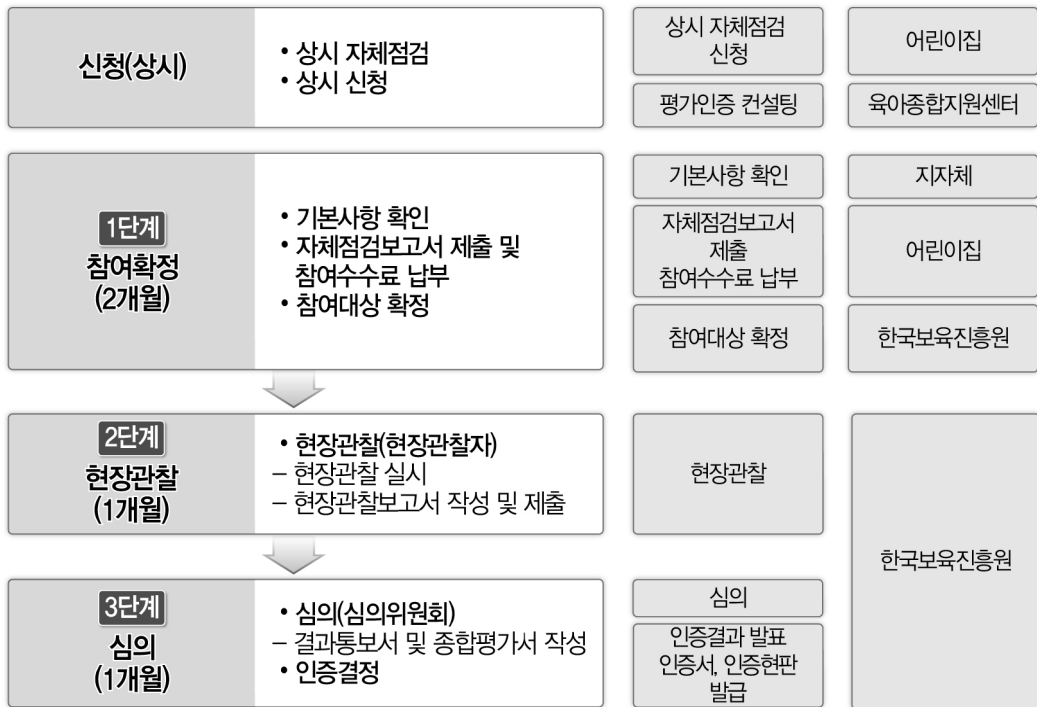 신청(상시)
• 상시 자체점검
• 상시 신청
상시 자체점검
신청
어린이집
평가인증 컨설팅
육아종합지원센터
1단계
참여확정
(2개월)
• 기본사항 확인
• 자체점검보고서 제출 및
참여수수료 납부
• 참여대상 확정
기본사항 확인
지자체
자체점검보고서
제출
참여수수료 납부
어린이집
참여대상 확정
한국보육진흥원
2단계
현장관찰
(1개월)
• 현장관찰(현장관찰자)
– 현장관찰 실시
– 현장관찰보고서 작성 및 제출
현장관찰
한국보육진흥원
3단계
심의
(1개월)
• 심의(심의위원회)
– 결과통보서 및 종합평가서 작성
• 인증결정
심의
인증결과 발표
인증서, 인증현판
발급